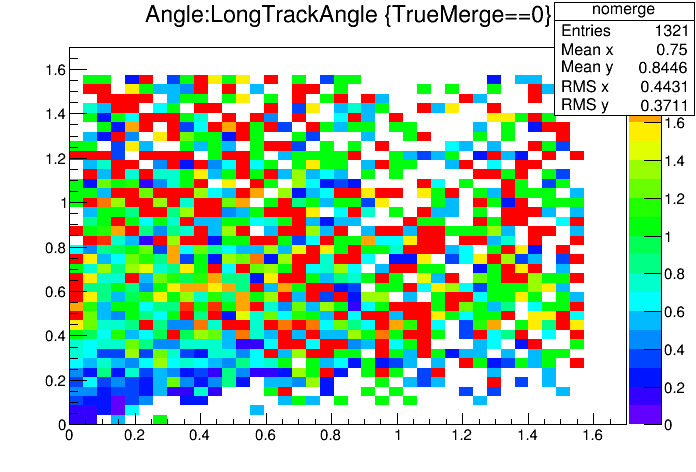 Angle:LongTrackAngle {TrueMerge==0}
nomerge
Entries 1321
Mean x 0.75
Mean y 0.8446
RMS x 0.4431
RMS y 0.3711
1.6
1.4
1.2
1
0.8
0.6
0.4
0.2
0
0 0.2 0.4 0.6 0.8 1 1.2 1.4 1.6
1.6
1.4
1.2
1
0.8
0.6
0.4
0.2
0